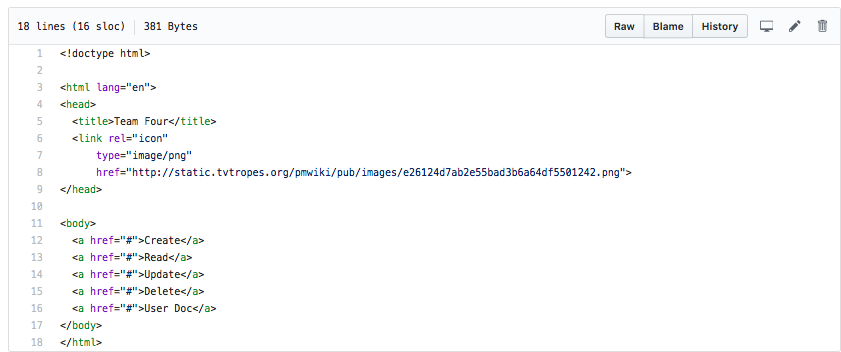 18 lines (16 sloc) 381 Bytes Raw Blame History
1 <!doctype html>
2
3 <html lang="en">
4 <head>
5   <title>Team Four</title>
6   <link rel="icon"
7       type="image/png"
8       href="http://static.tvtropes.org/pmwiki/pub/images/e26124d7ab2e55bad3b6a64df5501242.png">
9 </head>
10
11 <body>
12   <a href="#">Create</a>
13   <a href="#">Read</a>
14   <a href="#">Update</a>
15   <a href="#">Delete</a>
16   <a href="#">User Doc</a>
17 </body>
18 </html>